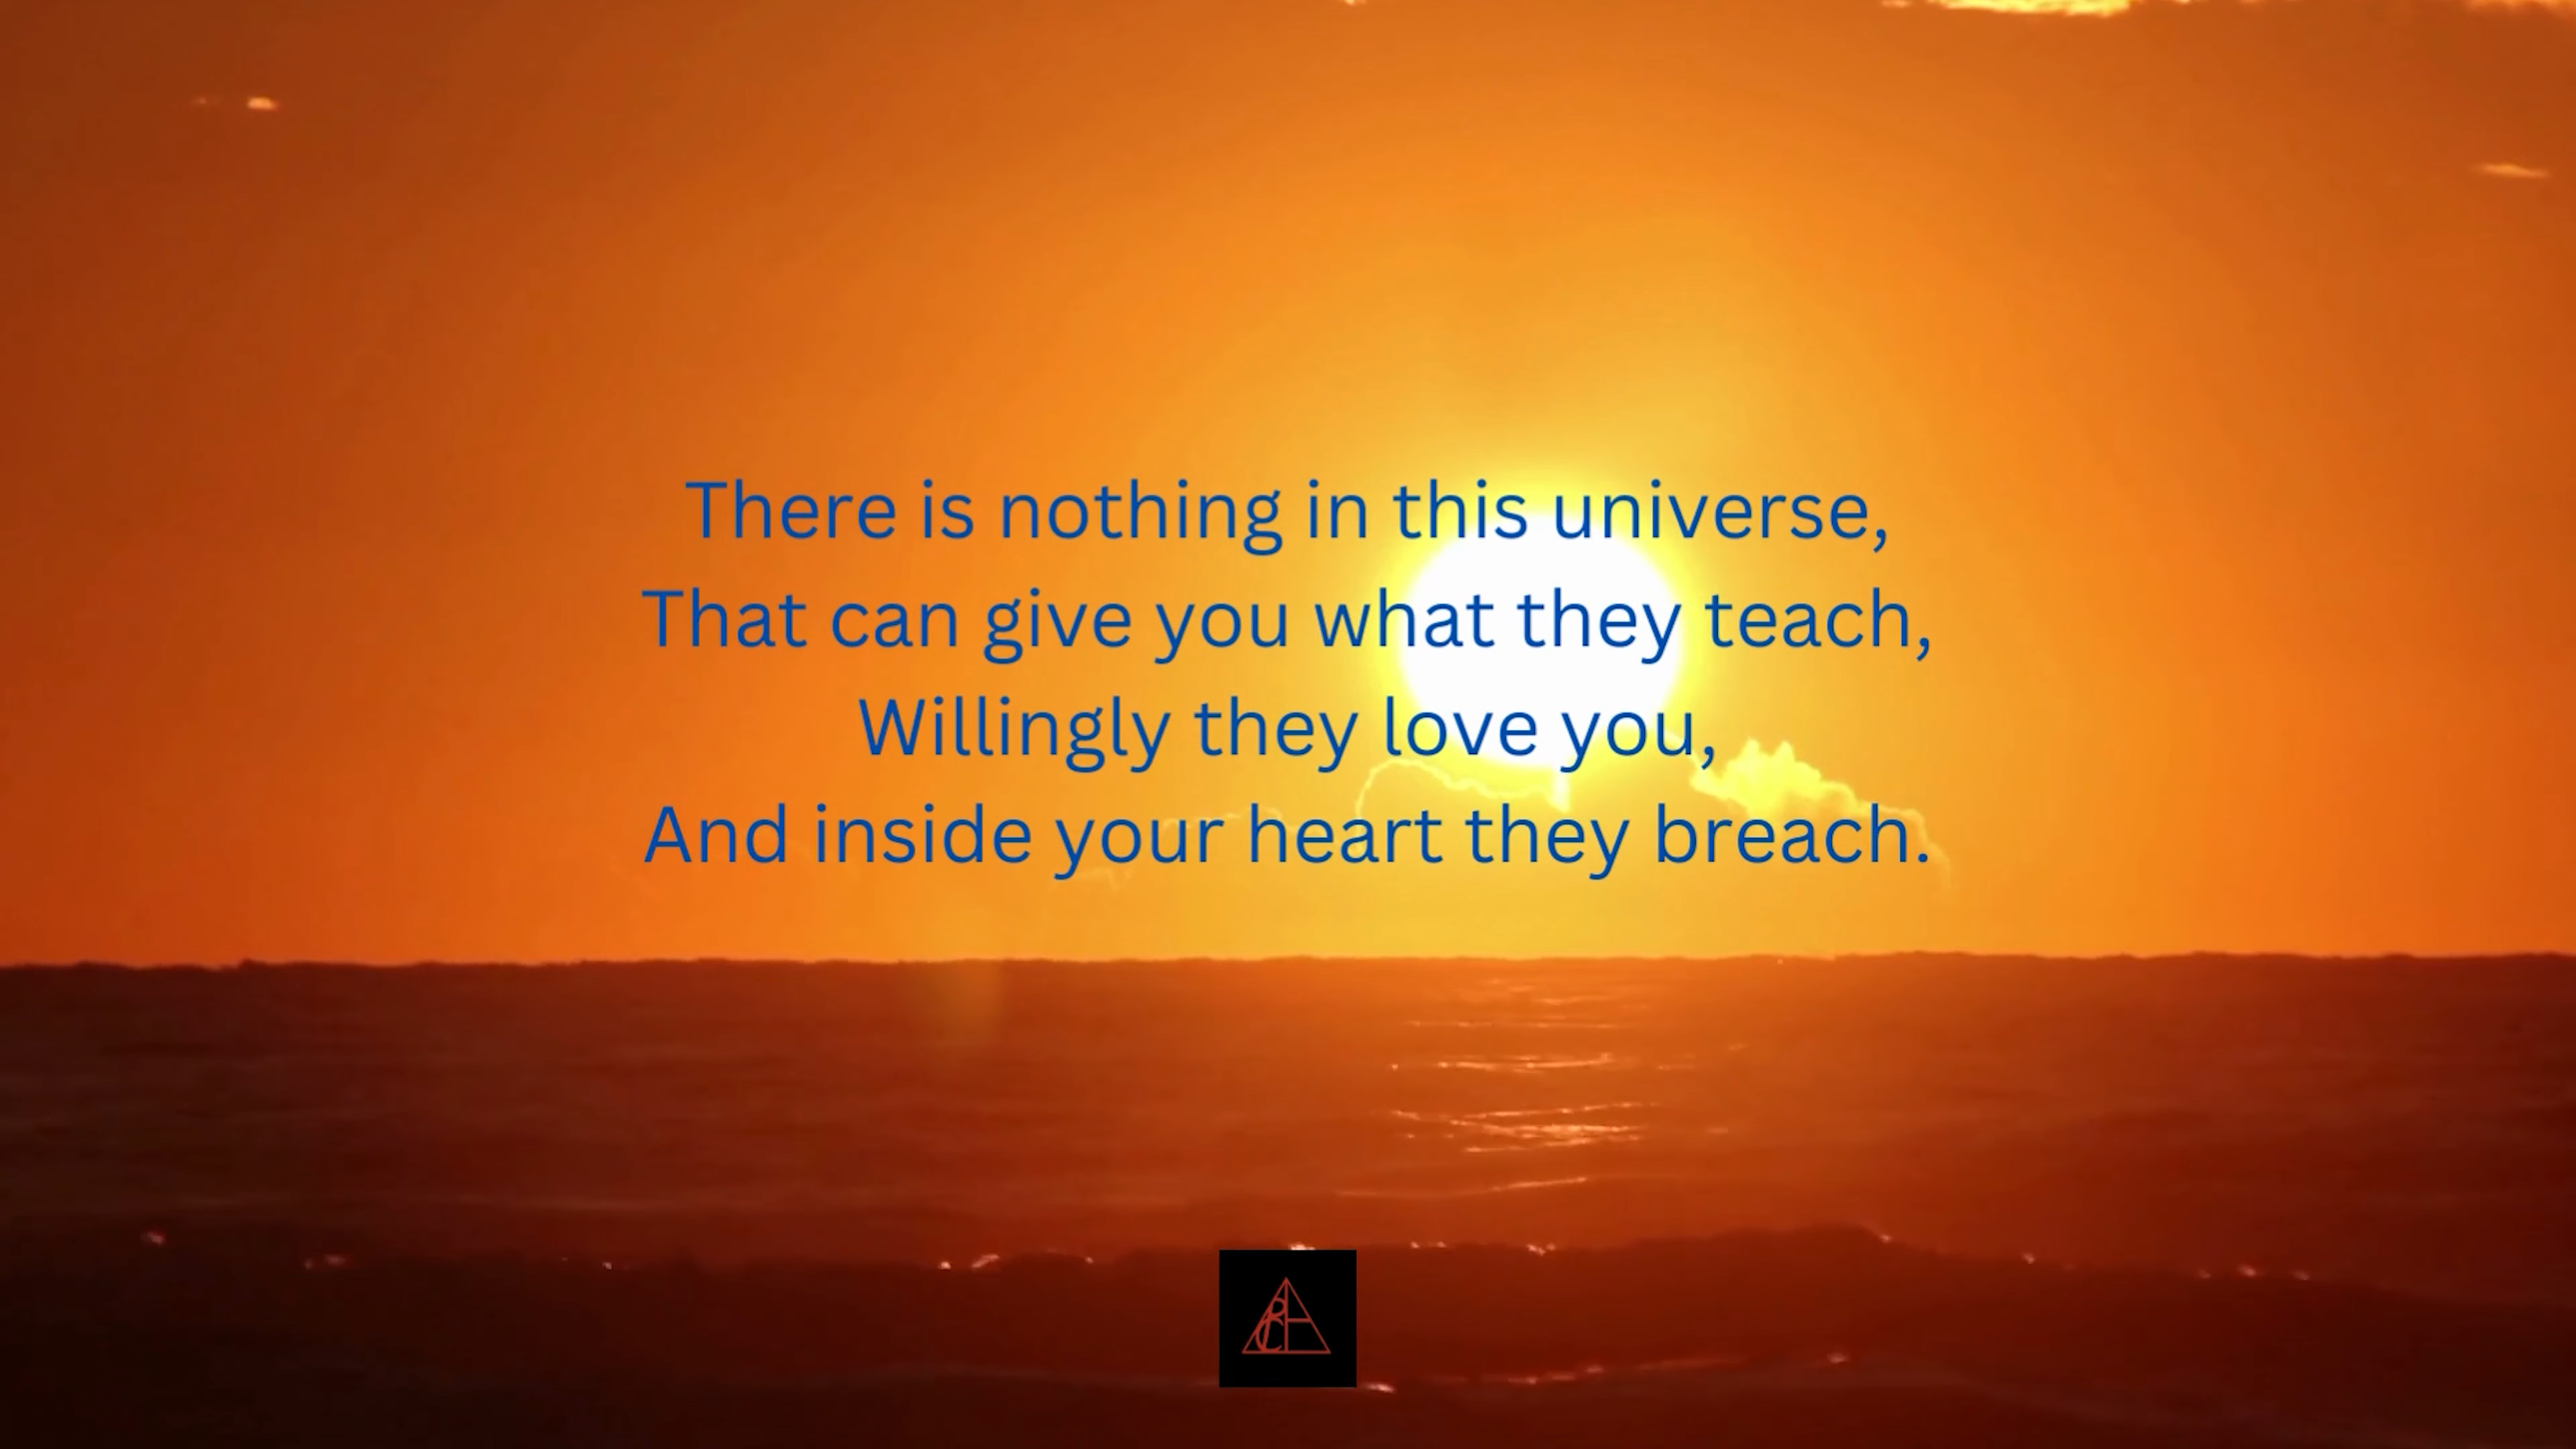 There is nothing in this universe,
That can give you what they teach,
Willingly they love you,
And inside your heart they breach.